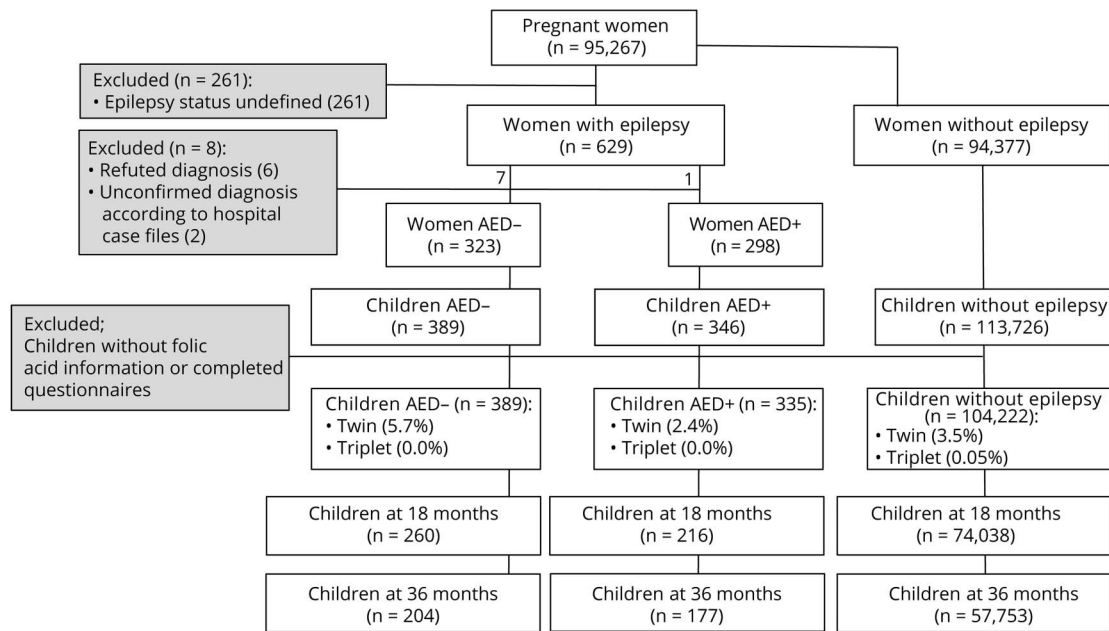 Pregnant women
(n = 95,267)
Excluded (n = 261):
• Epilepsy status undefined (261)
Women with epilepsy
(n = 629)
Women without epilepsy
(n = 94,377)
Excluded (n = 8):
• Refuted diagnosis (6)
• Unconfirmed diagnosis
according to hospital
case files (2)
7
1
Women AED–
(n = 323)
Women AED+
(n = 298)
Children AED–
(n = 389)
Children AED+
(n = 346)
Children without epilepsy
(n = 113,726)
Excluded;
Children without folic
acid information or completed
questionnaires
Children AED– (n = 389):
• Twin (5.7%)
• Triplet (0.0%)
Children AED+ (n = 335):
• Twin (2.4%)
• Triplet (0.0%)
Children without epilepsy
(n = 104,222):
• Twin (3.5%)
• Triplet (0.05%)
Children at 18 months
(n = 260)
Children at 18 months
(n = 216)
Children at 18 months
(n = 74,038)
Children at 36 months
(n = 204)
Children at 36 months
(n = 177)
Children at 36 months
(n = 57,753)